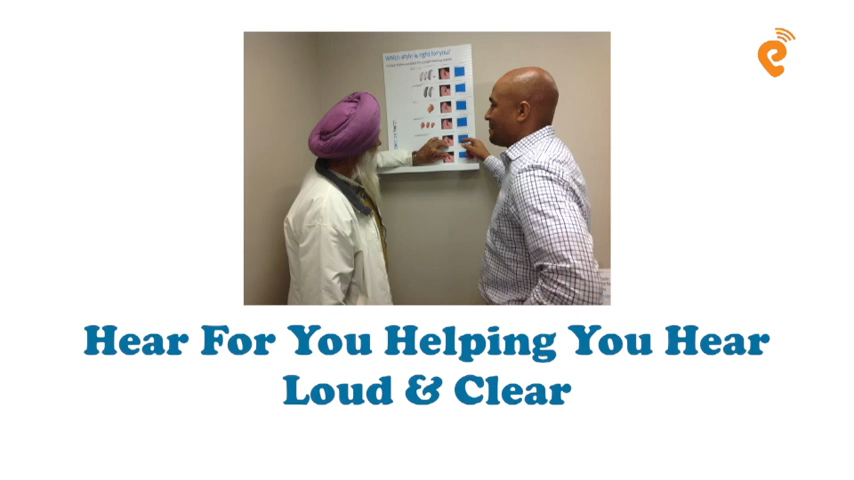 Which style is right for you?
Hear For You Helping You Hear
Loud & Clear